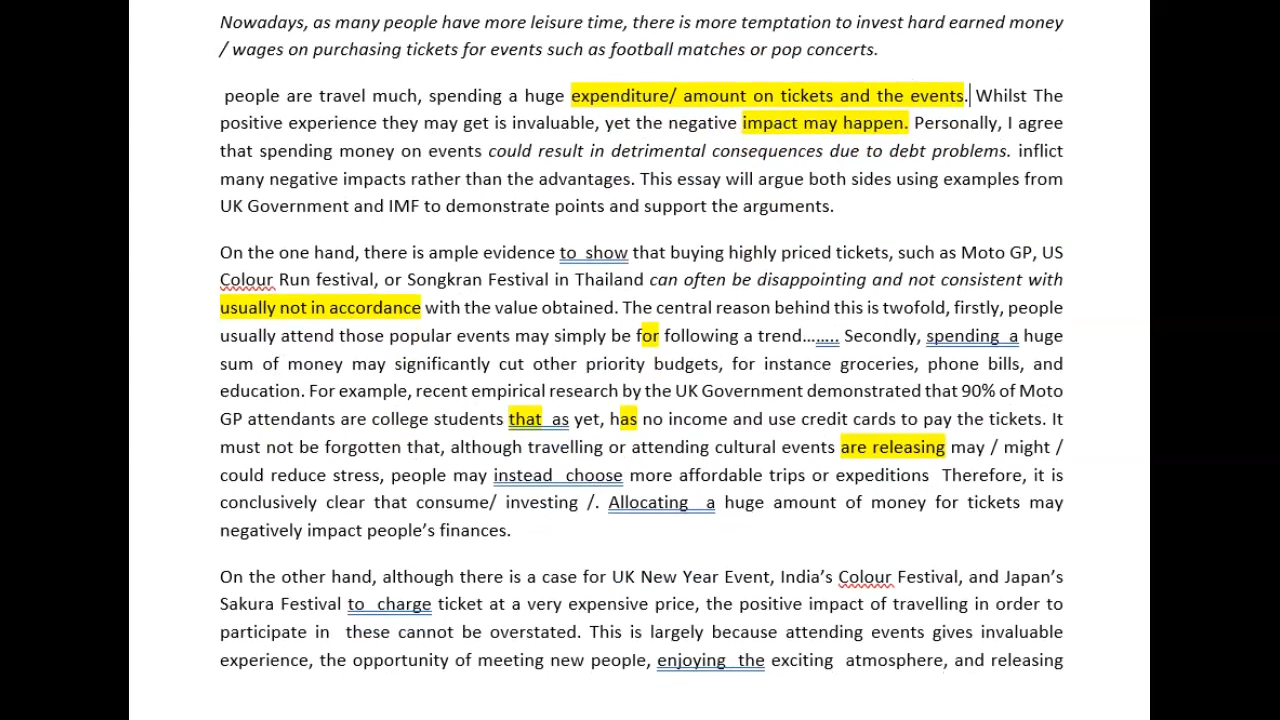 Nowadays, as many people have more leisure time, there is more temptation to invest hard earned money
/ wages on purchasing tickets for events such as football matches or pop concerts.
people are travel much, spending a huge expenditure/ amount on tickets and the events. Whilst The
positive experience they may get is invaluable, yet the negative impact may happen. Personally, I agree
that spending money on events could result in detrimental consequences due to debt problems. inflict
many negative impacts rather than the advantages. This essay will argue both sides using examples from
UK Government and IMF to demonstrate points and support the arguments.
On the one hand, there is ample evidence to show that buying highly priced tickets, such as Moto GP, US
Colour Run festival, or Songkran Festival in Thailand can often be disappointing and not consistent with
usually not in accordance with the value obtained. The central reason behind this is twofold, firstly, people
usually attend those popular events may simply be for following a trend…….. Secondly, spending a huge
sum of money may significantly cut other priority budgets, for instance groceries, phone bills, and
education. For example, recent empirical research by the UK Government demonstrated that 90% of Moto
GP attendants are college students that as yet, has no income and use credit cards to pay the tickets. It
must not be forgotten that, although travelling or attending cultural events are releasing may / might /
could reduce stress, people may instead choose more affordable trips or expeditions Therefore, it is
conclusively clear that consume/ investing /. Allocating a huge amount of money for tickets may
negatively impact people's finances.
On the other hand, although there is a case for UK New Year Event, India's Colour Festival, and Japan's
Sakura Festival to charge ticket at a very expensive price, the positive impact of travelling in order to
participate in these cannot be overstated. This is largely because attending events gives invaluable
experience, the opportunity of meeting new people, enjoying the exciting atmosphere, and releasing